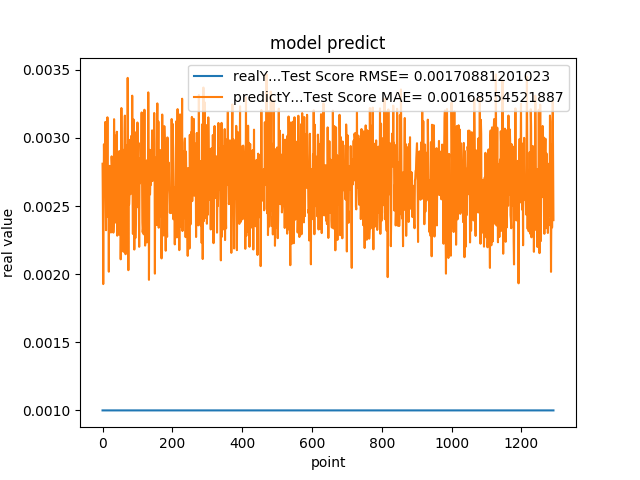 model predict
realY...Test Score RMSE= 0.00170881201023
predictY...Test Score MAE= 0.00168554521887
0.0035
0.0030
0.0025
0.0020
0.0015
0.0010
real value
0 200 400 600 800 1000 1200
point